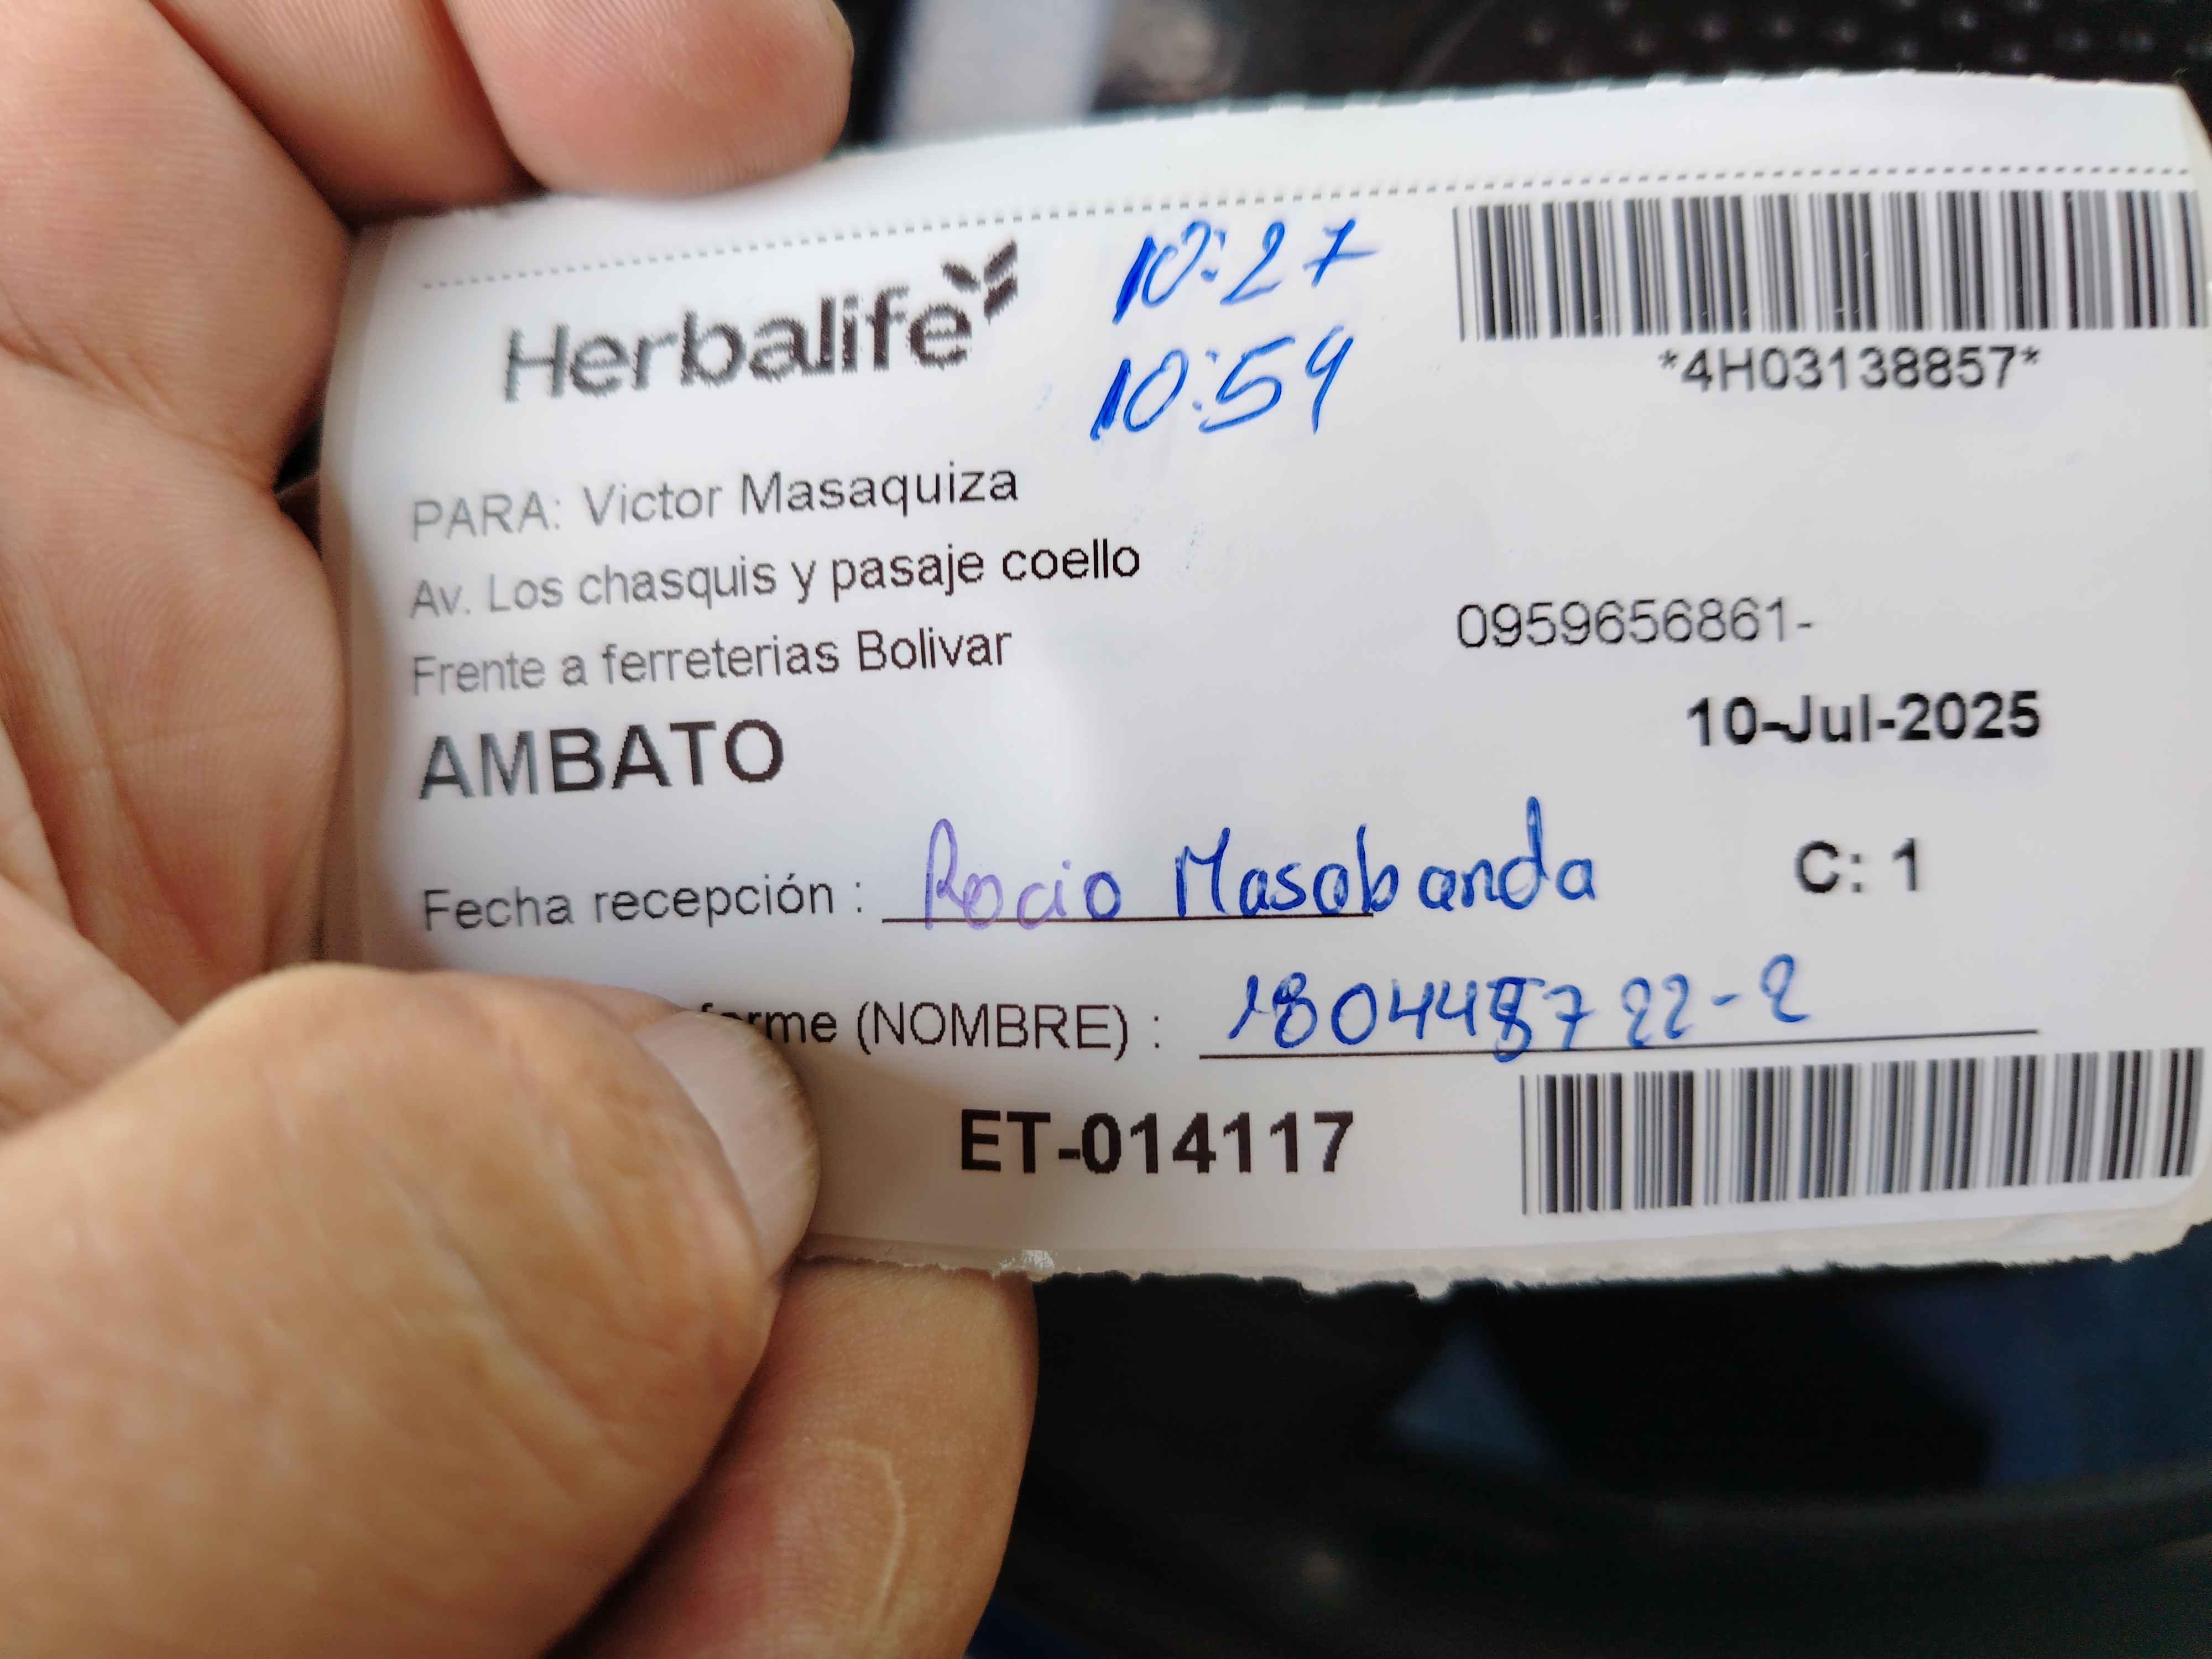 Herbalife
10:27
10:59
*4H03138857*
PARA: Victor Masaquiza
Av. Los chasquis y pasaje coello
Frente a ferreterias Bolivar
0959656861-
AMBATO
10-Jul-2025
Fecha recepción : Rocio Masabanda
C: 1
(NOMBRE) :
ET-014117